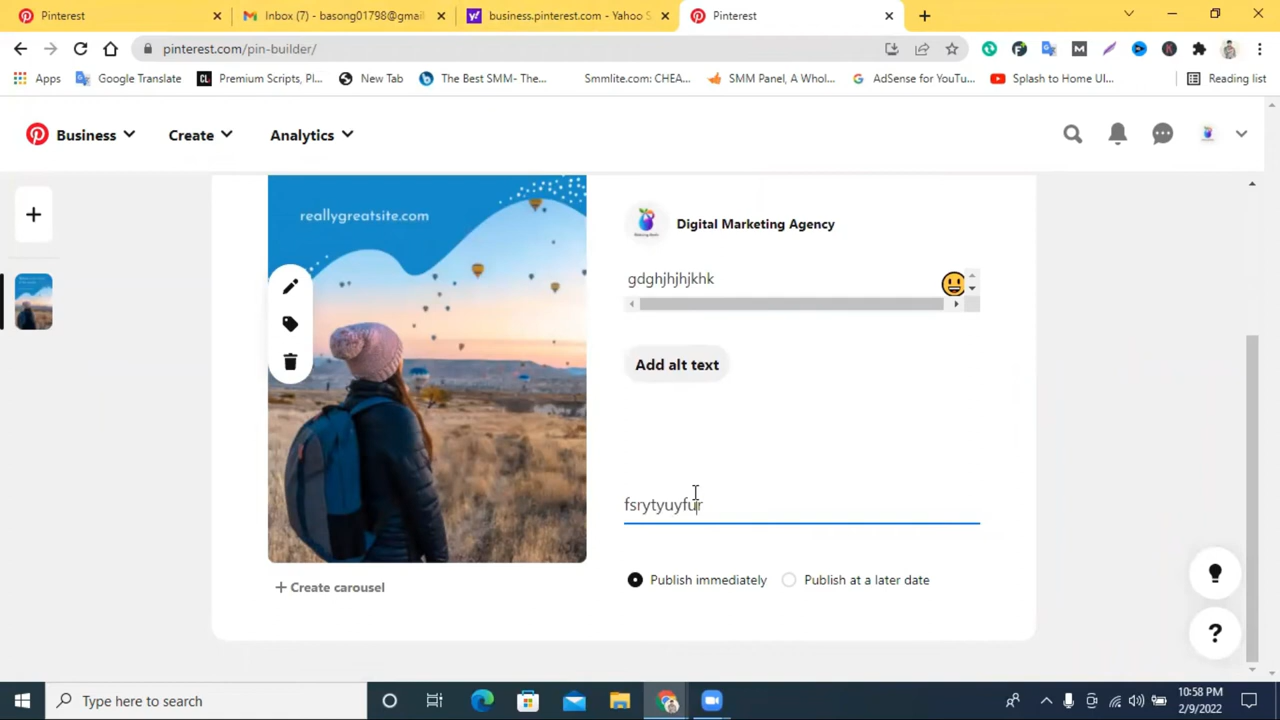 Pinterest
Inbox (7) - basong01798@gmail
business.pinterest.com - Yahoo S
Pinterest
pinterest.com/pin-builder/
Apps
Google Translate
Premium Scripts, Pl...
New Tab
The Best SMM- The...
Smmlite.com: CHEA...
SMM Panel, A Whol...
AdSense for YouTu...
Splash to Home UI...
Reading list
Business
Create
Analytics
reallygreatsite.com
Digital Marketing Agency
gdghjhjhjkhk
Add alt text
fsrytyuyfur
Create carousel
Publish immediately
Publish at a later date
?
Type here to search
10:58 PM
2/9/2022